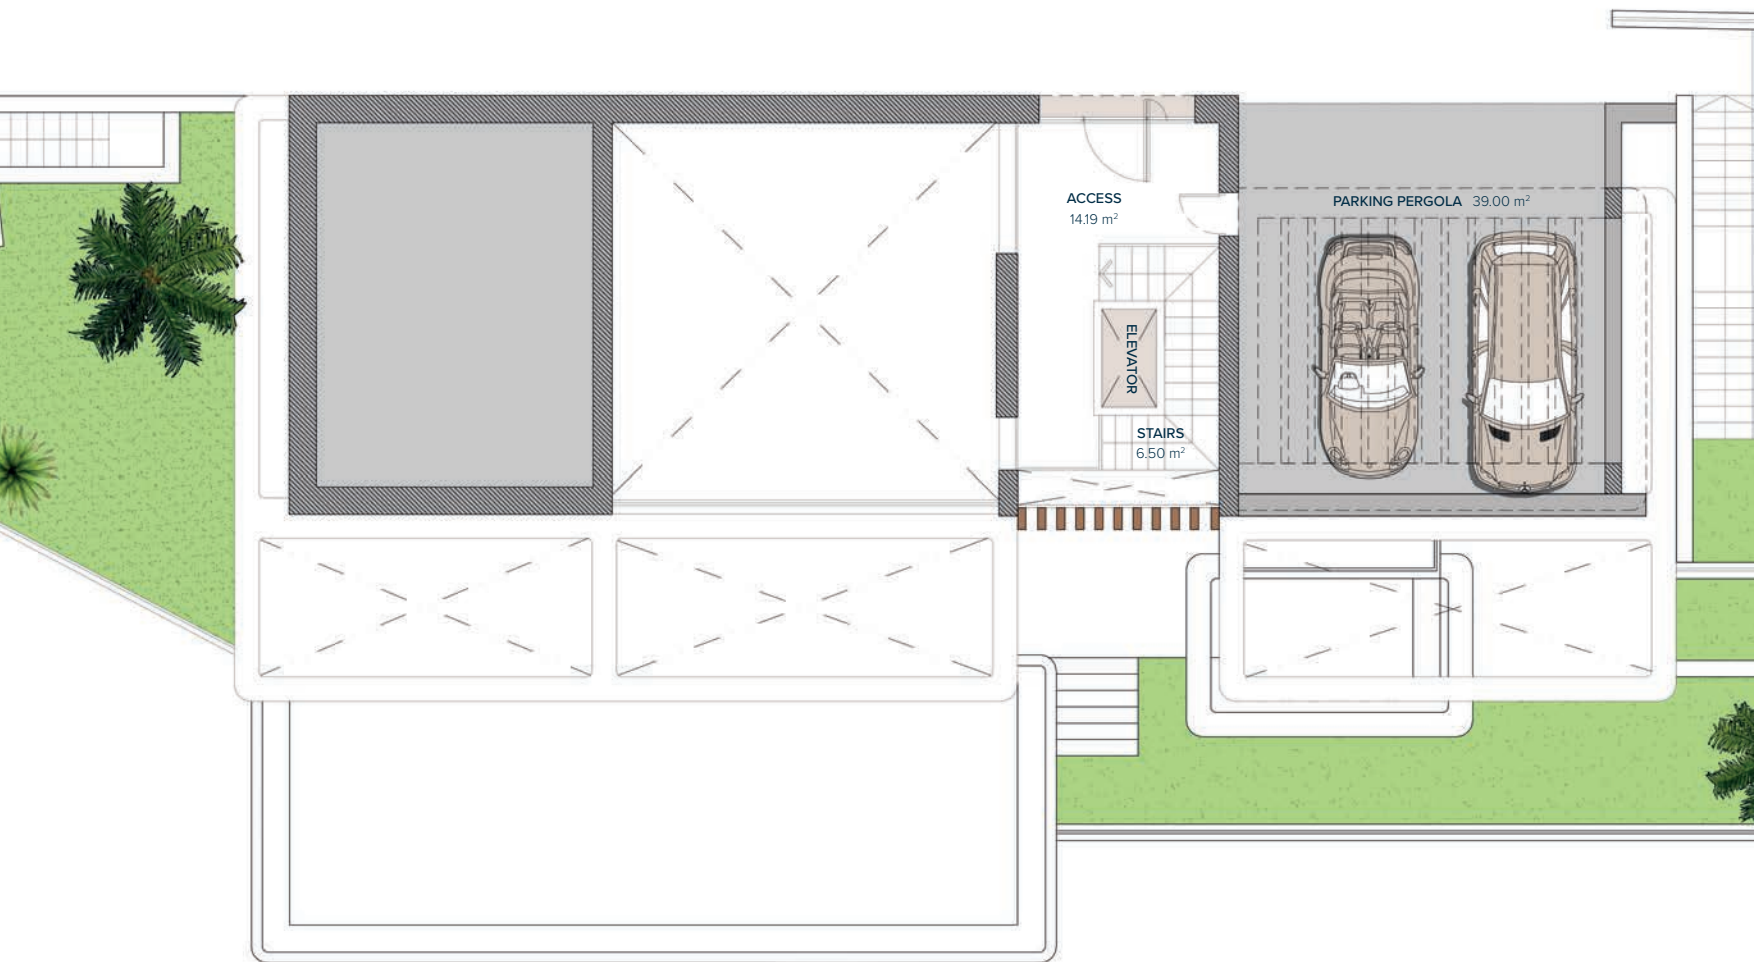 ACCESS
14.19 m²
PARKING PERGOLA 39.00 m²
ELEVATOR
STAIRS
6.50 m²